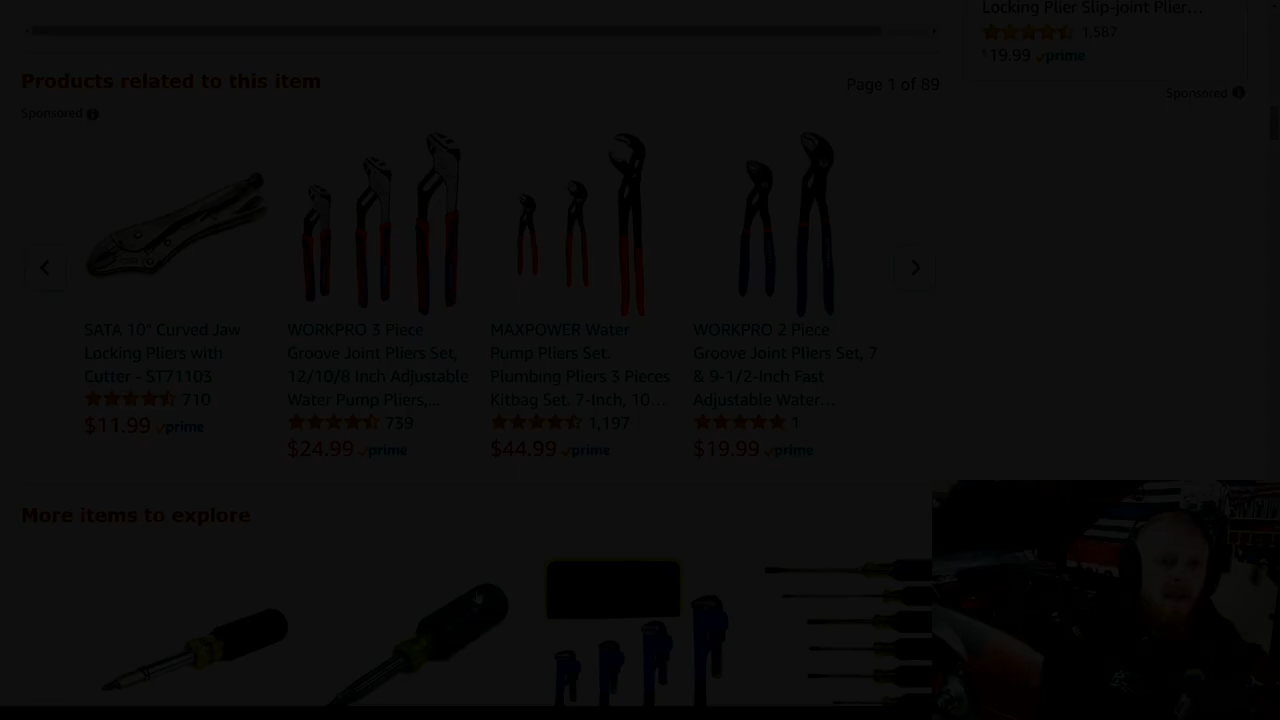 Locking Plier Slip-joint Plier…
1,587
$19.99 prime
Sponsored
Products related to this item
Page 1 of 89
Sponsored
SATA 10" Curved Jaw
Locking Pliers with
Cutter - ST71103
710
$11.99 prime
WORKPRO 3 Piece
Groove Joint Pliers Set,
12/10/8 Inch Adjustable
Water Pump Pliers,...
739
$24.99 prime
MAXPOWER Water
Pump Pliers Set.
Plumbing Pliers 3 Pieces
Kitbag Set. 7-Inch, 10…
1,197
$44.99 prime
WORKPRO 2 Piece
Groove Joint Pliers Set, 7
& 9-1/2-Inch Fast
Adjustable Water…
1
$19.99 prime
More items to explore